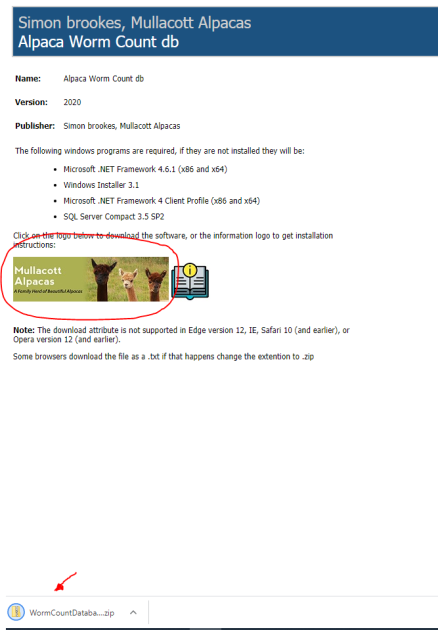 Simon brookes, Mullacott Alpacas
Alpaca Worm Count db
Name: Alpaca Worm Count db
Version: 2020
Publisher: Simon brookes, Mullacott Alpacas
The following windows programs are required, if they are not installed they will be:
• Microsoft .NET Framework 4.6.1 (x86 and x64)
• Windows Installer 3.1
• Microsoft .NET Framework 4 Client Profile (x86 and x64)
• SQL Server Compact 3.5 SP2
Click on the logo below to download the software, or the information logo to get installation
instructions:
Mullacott
Alpacas
A Family Herd of Beautiful Alpacas
Note: The download attribute is not supported in Edge version 12, IE, Safari 10 (and earlier), or
Opera version 12 (and earlier).
Some browsers download the file as a .txt if that happens change the extention to .zip
WormCountDataba....zip